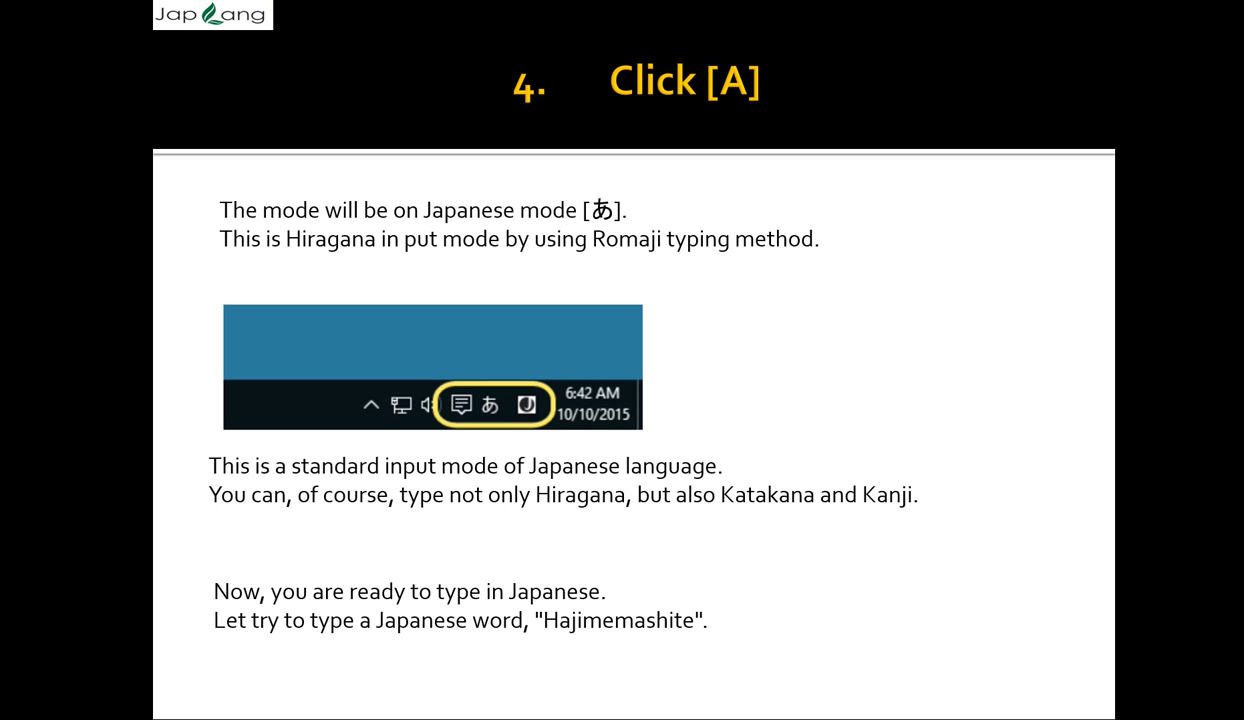 Jap Lang
4. Click [A]
The mode will be on Japanese mode [あ].
This is Hiragana in put mode by using Romaji typing method.
あ J
6:42 AM
10/10/2015
This is a standard input mode of Japanese language.
You can, of course, type not only Hiragana, but also Katakana and Kanji.
Now, you are ready to type in Japanese.
Let try to type a Japanese word, "Hajimemashite".